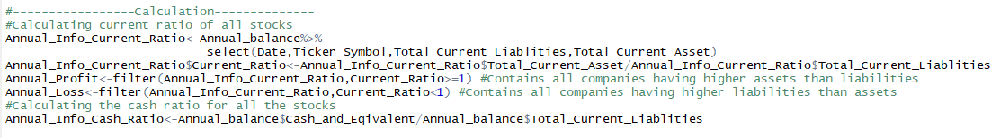 #-----------------Calculation--------------
#Calculating current ratio of all stocks
Annual_Info_Current_Ratio<-Annual_balance%>%
select(Date,Ticker_Symbol,Total_Current_Liablities,Total_Current_Asset)
Annual_Info_Current_Ratio$Current_Ratio<-Annual_Info_Current_Ratio$Total_Current_Asset/Annual_Info_Current_Ratio$Total_Current_Liablities
Annual_Profit<-filter(Annual_Info_Current_Ratio,Current_Ratio>=1) #Contains all companies having higher assets than liabilities
Annual_Loss<-filter(Annual_Info_Current_Ratio,Current_Ratio<1) #Contains all companies having higher liabilities than assets
#Calculating the cash ratio for all the stocks
Annual_Info_Cash_Ratio<-Annual_balance$Cash_and_Eqivalent/Annual_balance$Total_Current_Liablities